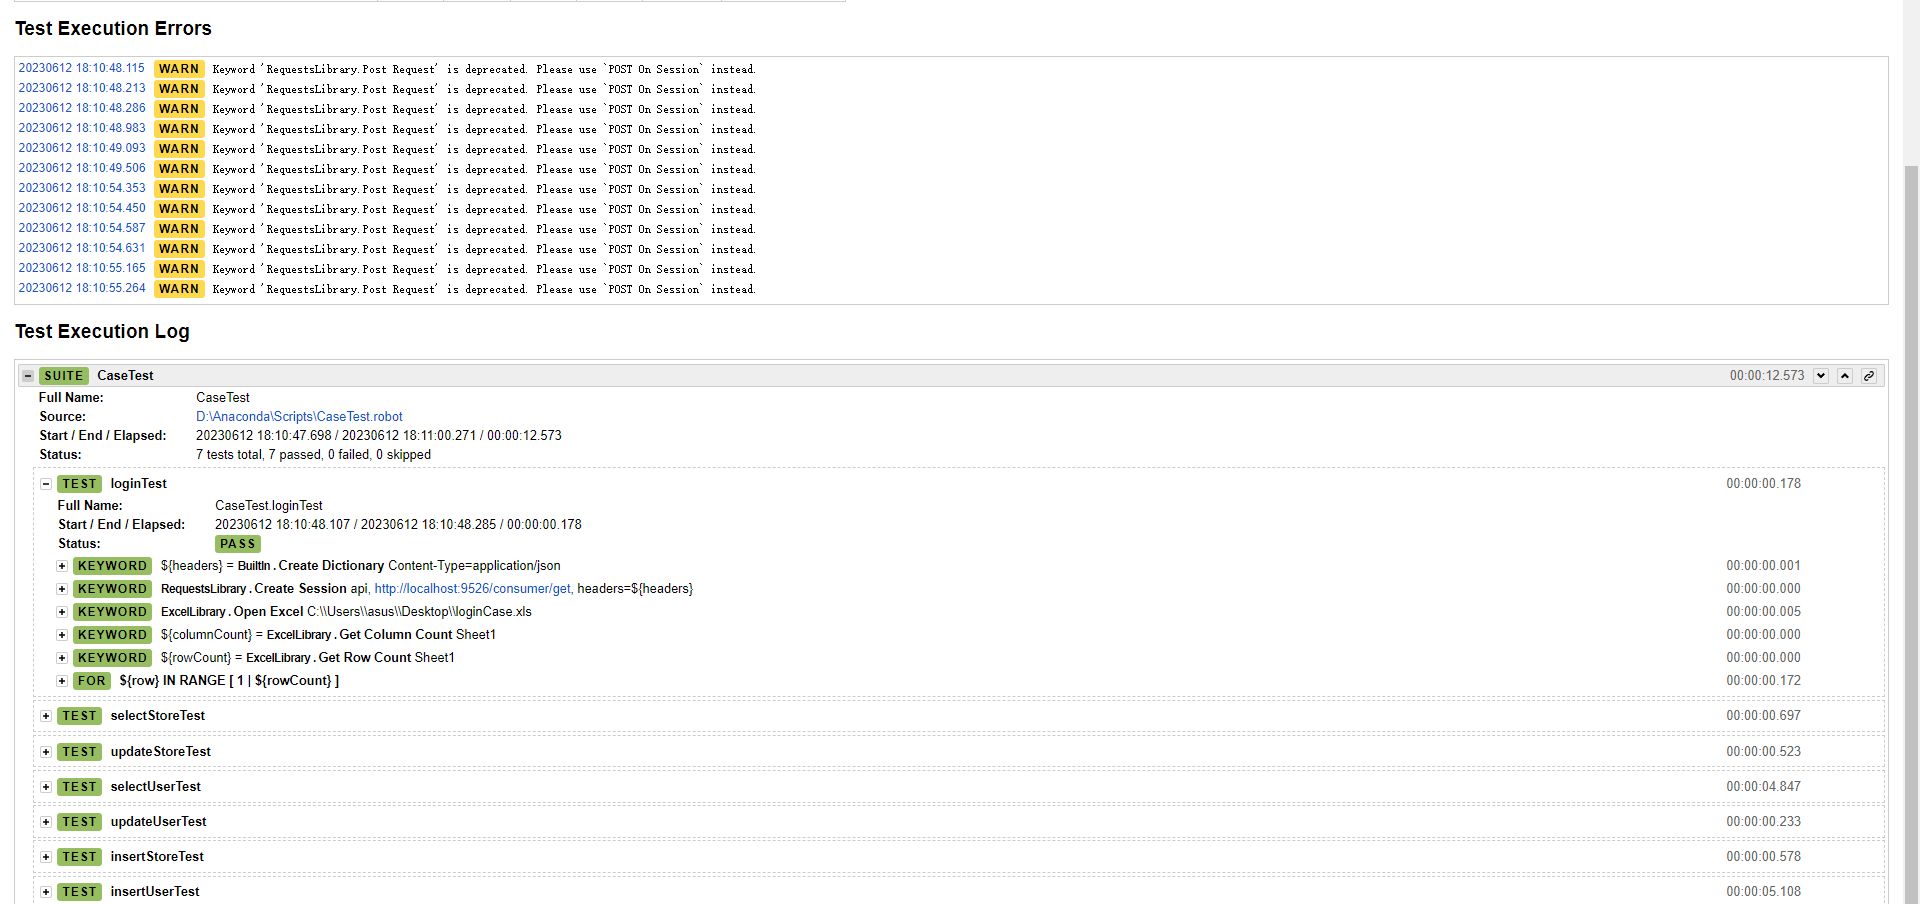 Test Execution Errors
20230612 18:10:48.115 WARN Keyword 'RequestsLibrary.Post Request' is deprecated. Please use `POST On Session` instead.
20230612 18:10:48.213 WARN Keyword 'RequestsLibrary.Post Request' is deprecated. Please use `POST On Session` instead.
20230612 18:10:48.286 WARN Keyword 'RequestsLibrary.Post Request' is deprecated. Please use `POST On Session` instead.
20230612 18:10:48.983 WARN Keyword 'RequestsLibrary.Post Request' is deprecated. Please use `POST On Session` instead.
20230612 18:10:49.093 WARN Keyword 'RequestsLibrary.Post Request' is deprecated. Please use `POST On Session` instead.
20230612 18:10:49.506 WARN Keyword 'RequestsLibrary.Post Request' is deprecated. Please use `POST On Session` instead.
20230612 18:10:54.353 WARN Keyword 'RequestsLibrary.Post Request' is deprecated. Please use `POST On Session` instead.
20230612 18:10:54.450 WARN Keyword 'RequestsLibrary.Post Request' is deprecated. Please use `POST On Session` instead.
20230612 18:10:54.587 WARN Keyword 'RequestsLibrary.Post Request' is deprecated. Please use `POST On Session` instead.
20230612 18:10:54.631 WARN Keyword 'RequestsLibrary.Post Request' is deprecated. Please use `POST On Session` instead.
20230612 18:10:55.165 WARN Keyword 'RequestsLibrary.Post Request' is deprecated. Please use `POST On Session` instead.
20230612 18:10:55.264 WARN Keyword 'RequestsLibrary.Post Request' is deprecated. Please use `POST On Session` instead.
Test Execution Log
SUITE CaseTest 00:00:12.573
Full Name: CaseTest
Source: D:\Anaconda\Scripts\CaseTest.robot
Start / End / Elapsed: 20230612 18:10:47.698 / 20230612 18:11:00.271 / 00:00:12.573
Status: 7 tests total, 7 passed, 0 failed, 0 skipped
TEST loginTest 00:00:00.178
Full Name: CaseTest.loginTest
Start / End / Elapsed: 20230612 18:10:48.107 / 20230612 18:10:48.285 / 00:00:00.178
Status: PASS
KEYWORD ${headers} = BuiltIn . Create Dictionary Content-Type=application/json 00:00:00.001
KEYWORD RequestsLibrary . Create Session api, http://localhost:9526/consumer/get, headers=${headers} 00:00:00.000
KEYWORD ExcelLibrary . Open Excel C:\\Users\\asus\\Desktop\\loginCase.xls 00:00:00.005
KEYWORD ${columnCount} = ExcelLibrary . Get Column Count Sheet1 00:00:00.000
KEYWORD ${rowCount} = ExcelLibrary . Get Row Count Sheet1 00:00:00.000
FOR ${row} IN RANGE [ 1 | ${rowCount} ] 00:00:00.172
TEST selectStoreTest 00:00:00.697
TEST updateStoreTest 00:00:00.523
TEST selectUserTest 00:00:04.847
TEST updateUserTest 00:00:00.233
TEST insertStoreTest 00:00:00.578
TEST insertUserTest 00:00:05.108